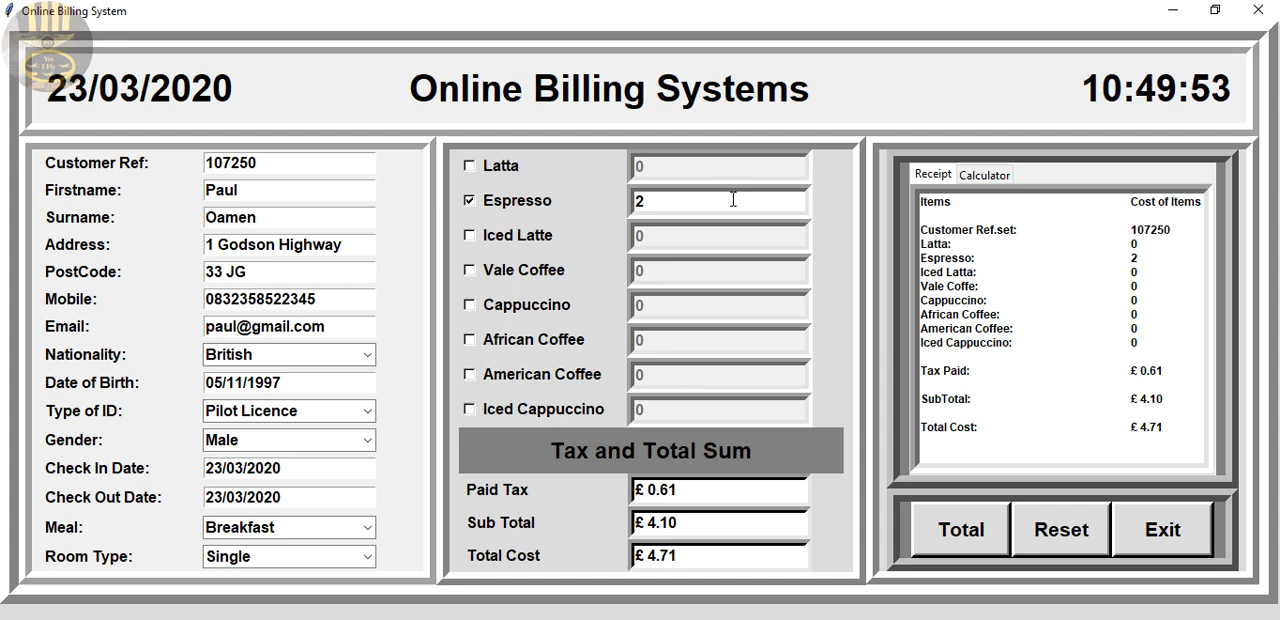 Online Billing System
23/03/2020 Online Billing Systems 10:49:53
Customer Ref: 107250
Firstname: Paul
Surname: Oamen
Address: 1 Godson Highway
PostCode: 33 JG
Mobile: 0832358522345
Email: paul@gmail.com
Nationality: British
Date of Birth: 05/11/1997
Type of ID: Pilot Licence
Gender: Male
Check In Date: 23/03/2020
Check Out Date: 23/03/2020
Meal: Breakfast
Room Type: Single
Latta 0
Espresso 2
Iced Latte 0
Vale Coffee 0
Cappuccino 0
African Coffee 0
American Coffee 0
Iced Cappuccino 0
Tax and Total Sum
Paid Tax £ 0.61
Sub Total £ 4.10
Total Cost £ 4.71
Receipt Calculator
Items Cost of Items
Customer Ref.set: 107250
Latta: 0
Espresso: 2
Iced Latta: 0
Vale Coffe: 0
Cappuccino: 0
African Coffee: 0
American Coffee: 0
Iced Cappuccino: 0
Tax Paid: £ 0.61
SubTotal: £ 4.10
Total Cost: £ 4.71
Total Reset Exit